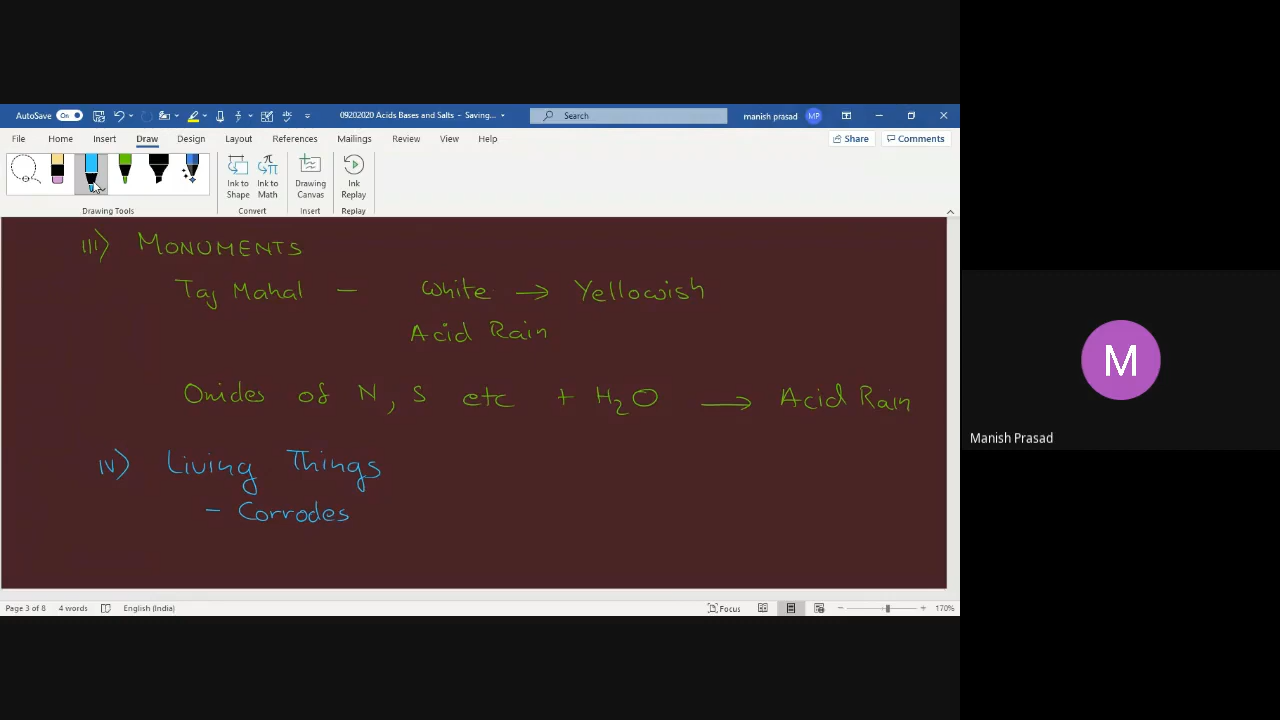 AutoSave On 09202020 Acids Bases and Salts - Saving... Search manish prasad MP
File Home Insert Draw Design Layout References Mailings Review View Help Share Comments
Ink to Shape Ink to Math Drawing Canvas Ink Replay
Drawing Tools Convert Insert Replay
III) MONUMENTS
Taj Mahal - White → Yellowish
Acid Rain
Oxides of N, S etc + H₂O → Acid Rain
IV) Living Things
- Corrodes
M
Manish Prasad
Page 3 of 8 4 words English (India) Focus 170%